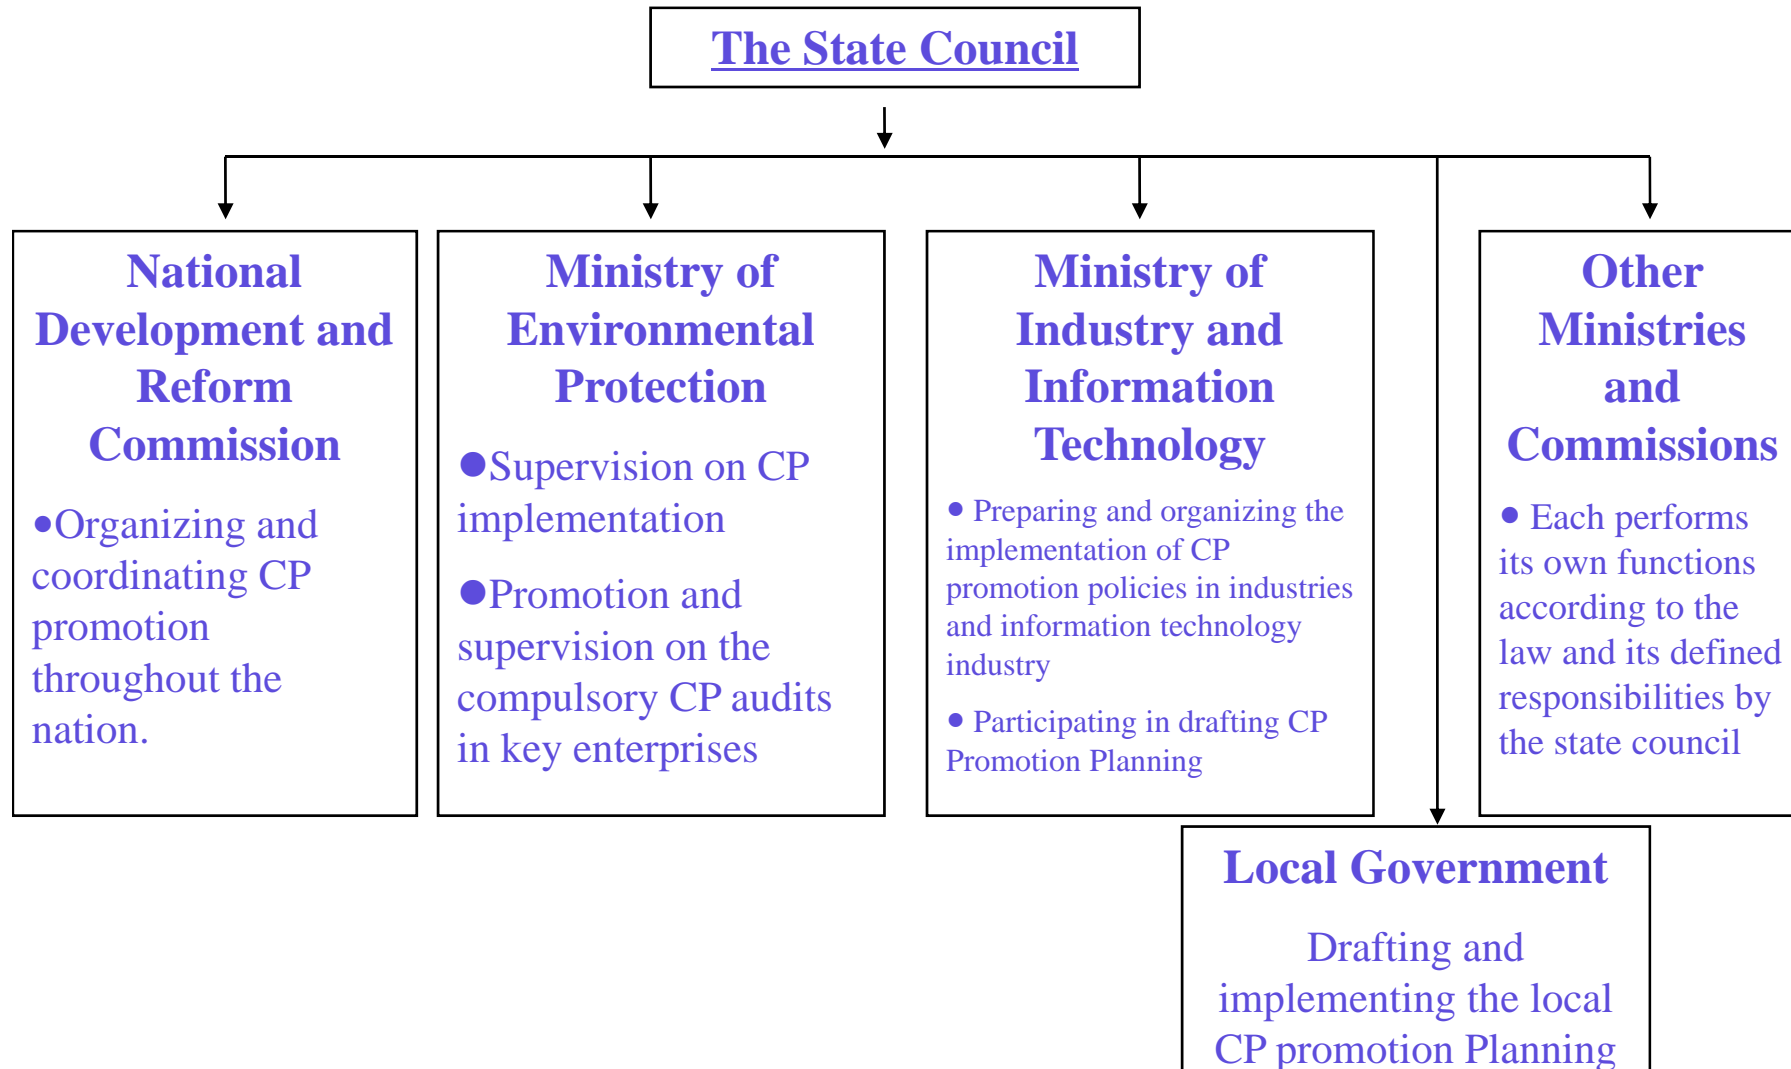 The State Council
National
Development and
Reform
Commission
●Organizing and
coordinating CP
promotion
throughout the
nation.
Ministry of
Environmental
Protection
●Supervision on CP
implementation
●Promotion and
supervision on the
compulsory CP audits
in key enterprises
Ministry of
Industry and
Information
Technology
● Preparing and organizing the
implementation of CP
promotion policies in industries
and information technology
industry
● Participating in drafting CP
Promotion Planning
Other
Ministries
and
Commissions
● Each performs
its own functions
according to the
law and its defined
responsibilities by
the state council
Local Government
Drafting and
implementing the local
CP promotion Planning